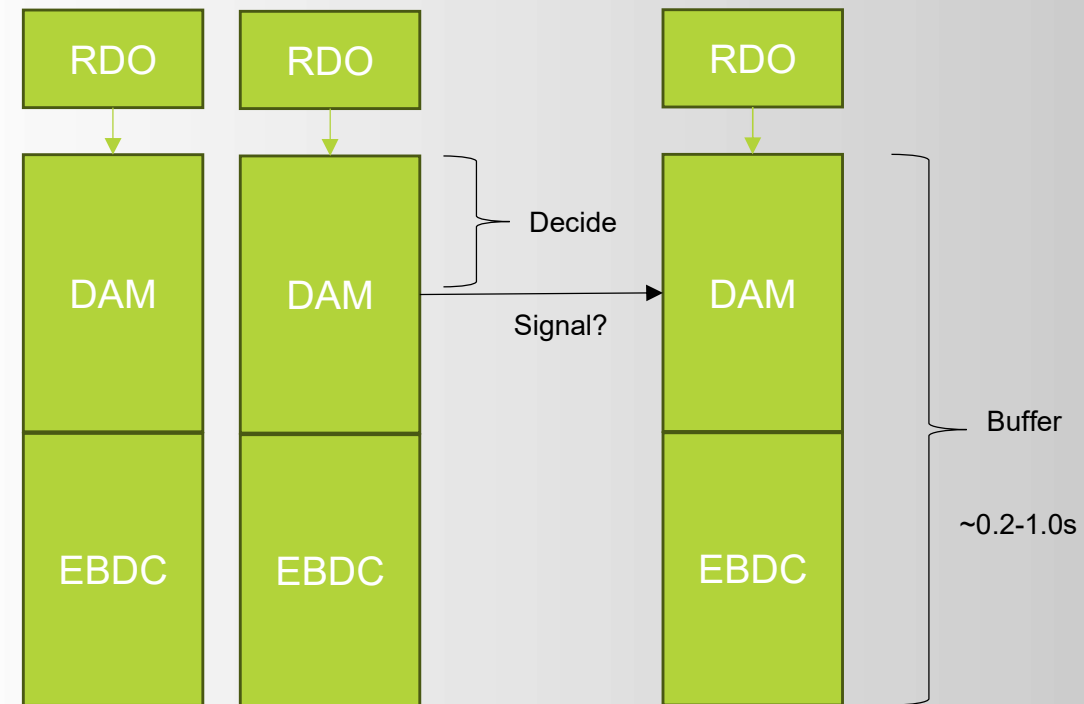 RDO
RDO
RDO
DAM
DAM
Decide
Signal?
DAM
Buffer
~0.2-1.0s
EBDC
EBDC
EBDC